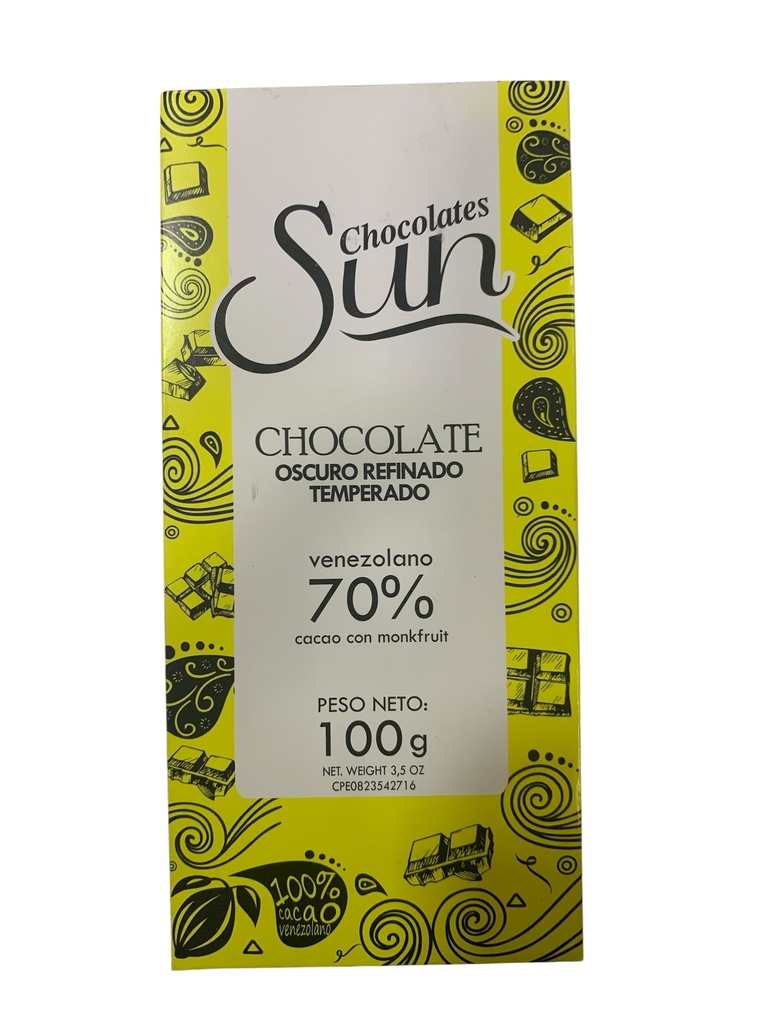 Chocolates
Sun
CHOCOLATE
OSCURO REFINADO
TEMPERADO
venezolano
70%
cacao con monkfruit
PESO NETO:
100g
NET. WEIGHT 3,5 OZ
CPE0823542716
100%
cacao
venezolano